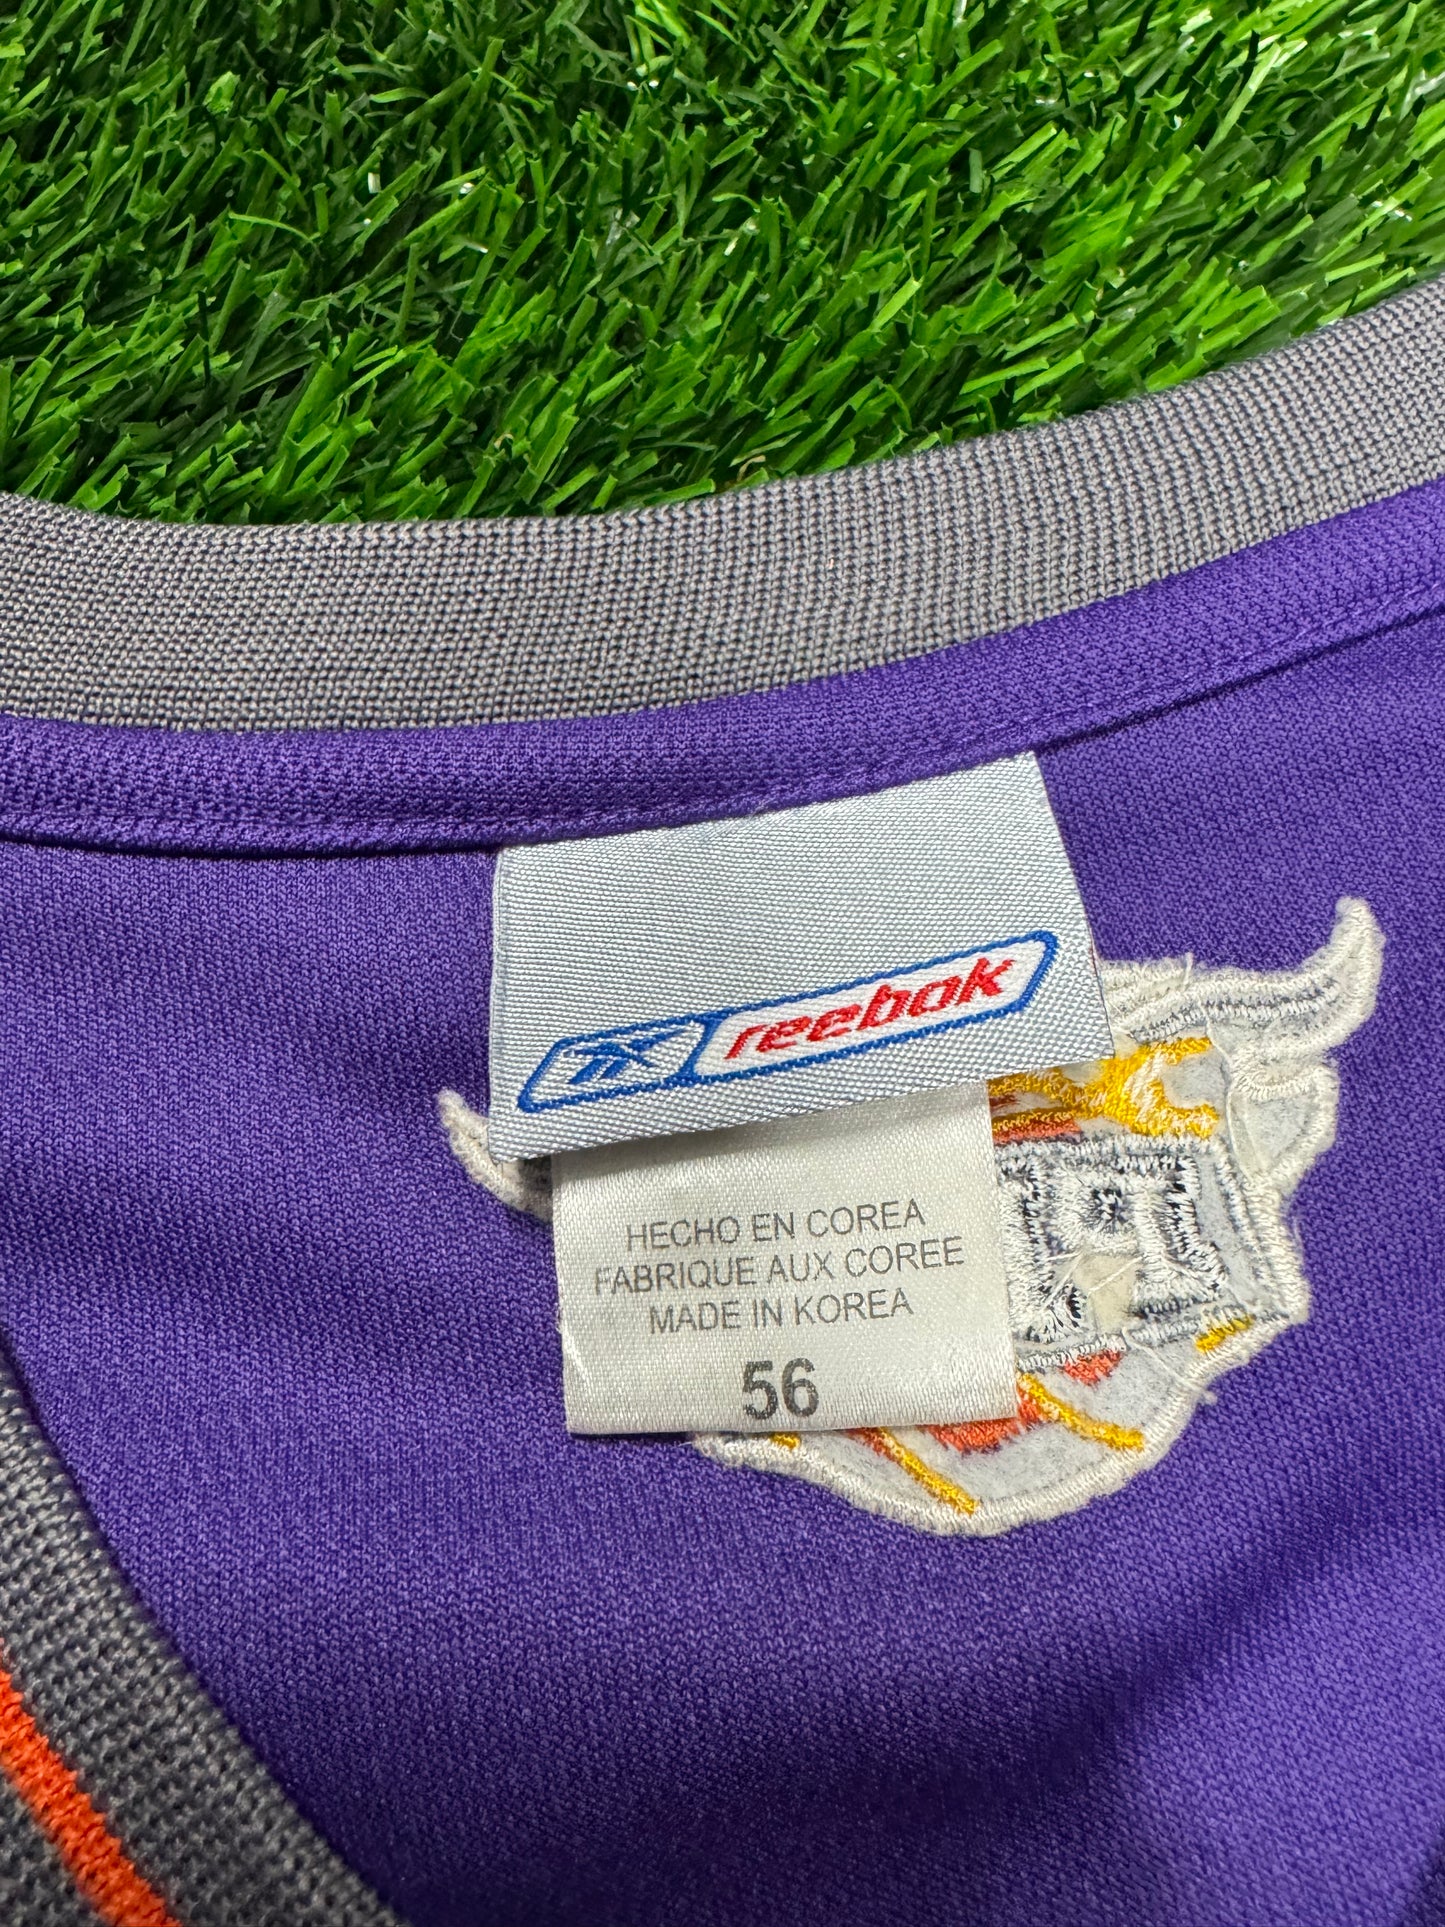 Reebok
HECHO EN COREA
FABRIQUE AUX COREE
MADE IN KOREA
56